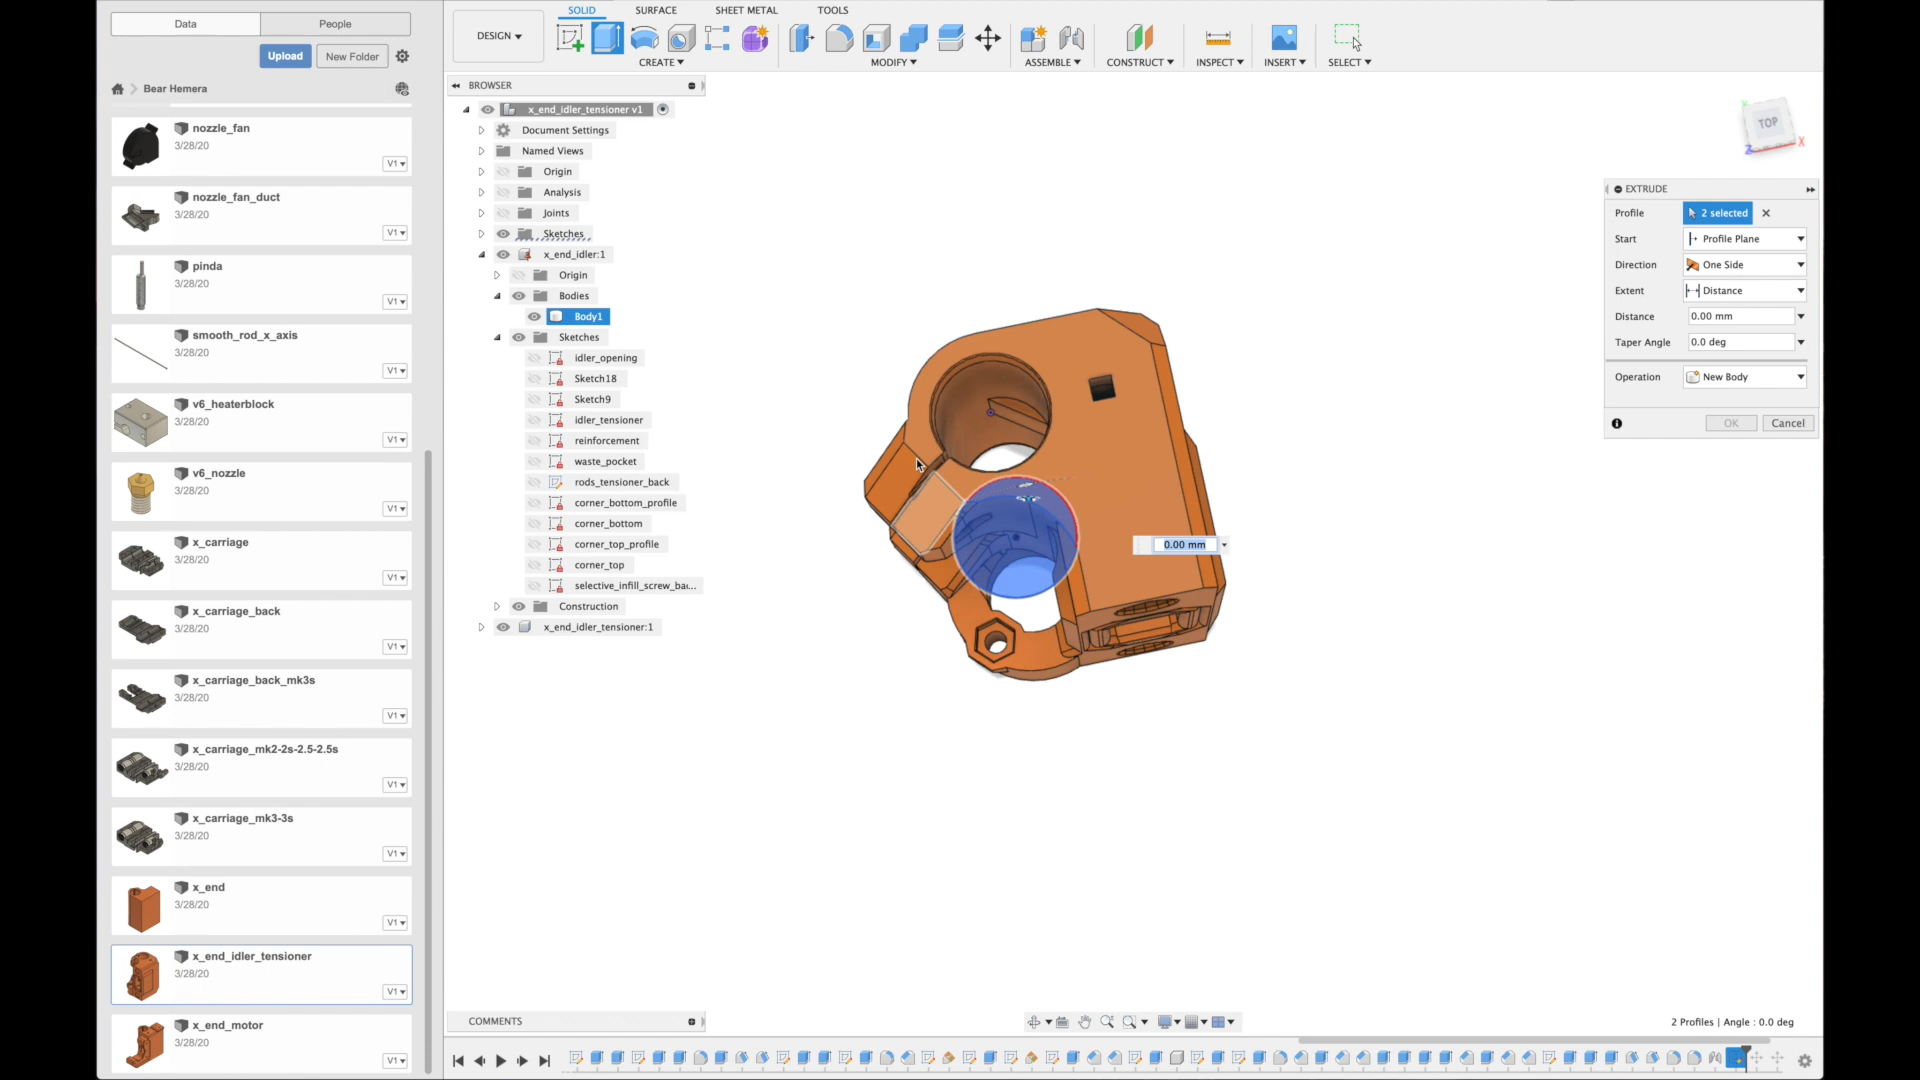 Data
People
Upload
New Folder
Bear Hemera
nozzle_fan
3/28/20
V1▾
nozzle_fan_duct
3/28/20
V1▾
pinda
3/28/20
V1▾
smooth_rod_x_axis
3/28/20
V1▾
v6_heaterblock
3/28/20
V1▾
v6_nozzle
3/28/20
V1▾
x_carriage
3/28/20
V1▾
x_carriage_back
3/28/20
V1▾
x_carriage_back_mk3s
3/28/20
V1▾
x_carriage_mk2-2s-2.5-2.5s
3/28/20
V1▾
x_carriage_mk3-3s
3/28/20
V1▾
x_end
3/28/20
V1▾
x_end_idler_tensioner
3/28/20
V1▾
x_end_motor
3/28/20
V1▾
SOLID
SURFACE
SHEET METAL
TOOLS
DESIGN ▾
CREATE ▾
MODIFY ▾
ASSEMBLE ▾
CONSTRUCT ▾
INSPECT ▾
INSERT ▾
SELECT ▾
BROWSER
x_end_idler_tensioner v1
Document Settings
Named Views
Origin
Analysis
Joints
Sketches
x_end_idler:1
Origin
Bodies
Body1
Sketches
idler_opening
Sketch18
Sketch9
idler_tensioner
reinforcement
waste_pocket
rods_tensioner_back
corner_bottom_profile
corner_bottom
corner_top_profile
corner_top
selective_infill_screw_ba...
Construction
x_end_idler_tensioner:1
TOP
X
Z
0.00 mm
EXTRUDE
Profile
2 selected
Start
Profile Plane
Direction
One Side
Extent
Distance
Distance
0.00 mm
Taper Angle
0.0 deg
Operation
New Body
OK
Cancel
COMMENTS
2 Profiles | Angle : 0.0 deg